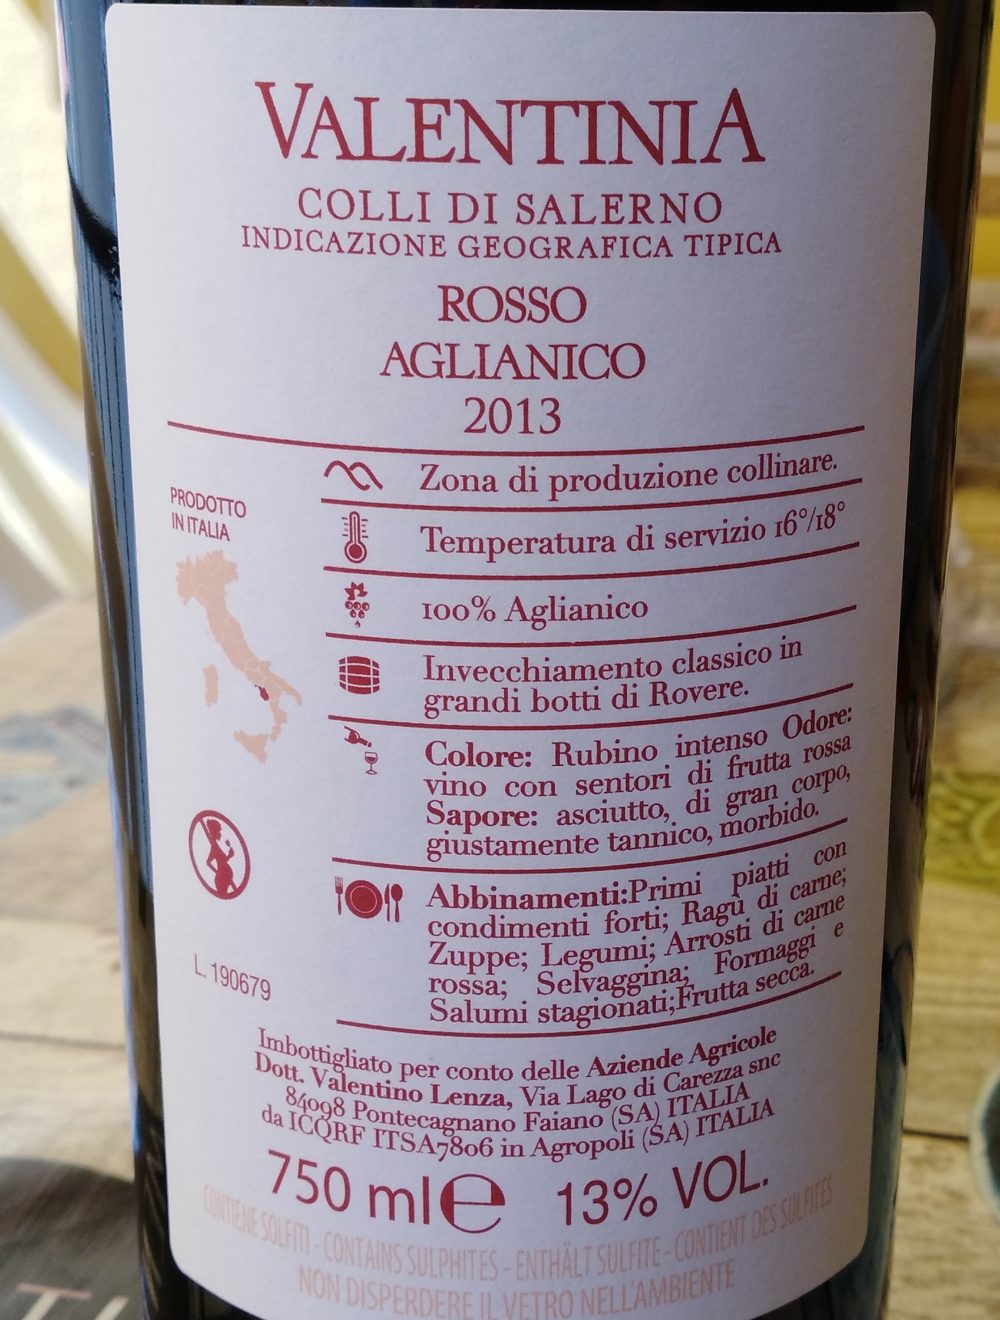 VALENTINIA
COLLI DI SALERNO
INDICAZIONE GEOGRAFICA TIPICA
ROSSO
AGLIANICO
2013
PRODOTTO
IN ITALIA
Zona di produzione collinare.
Temperatura di servizio 16°/18°
100% Aglianico
Invecchiamento classico in
grandi botti di Rovere.
Colore: Rubino intenso Odore:
vino con sentori di frutta rossa
Sapore: asciutto, di gran corpo,
giustamente tannico, morbido.
Abbinamenti:Primi piatti con
condimenti forti; Ragù di carne;
Zuppe; Legumi; Arrosti di carne
rossa; Selvaggina; Formaggi e
Salumi stagionati;Frutta secca.
L. 190679
Imbottigliato per conto delle Aziende Agricole
Dott. Valentino Lenza, Via Lago di Carezza snc
84098 Pontecagnano Faiano (SA) ITALIA
da ICQRF ITSA7806 in Agropoli (SA) ITALIA
750 ml e 13% VOL.
CONTIENE SOLFITI - CONTAINS SULPHITES - ENTHÄLT SULFITE - CONTIENT DES SULFITES
NON DISPERDERE IL VETRO NELL'AMBIENTE